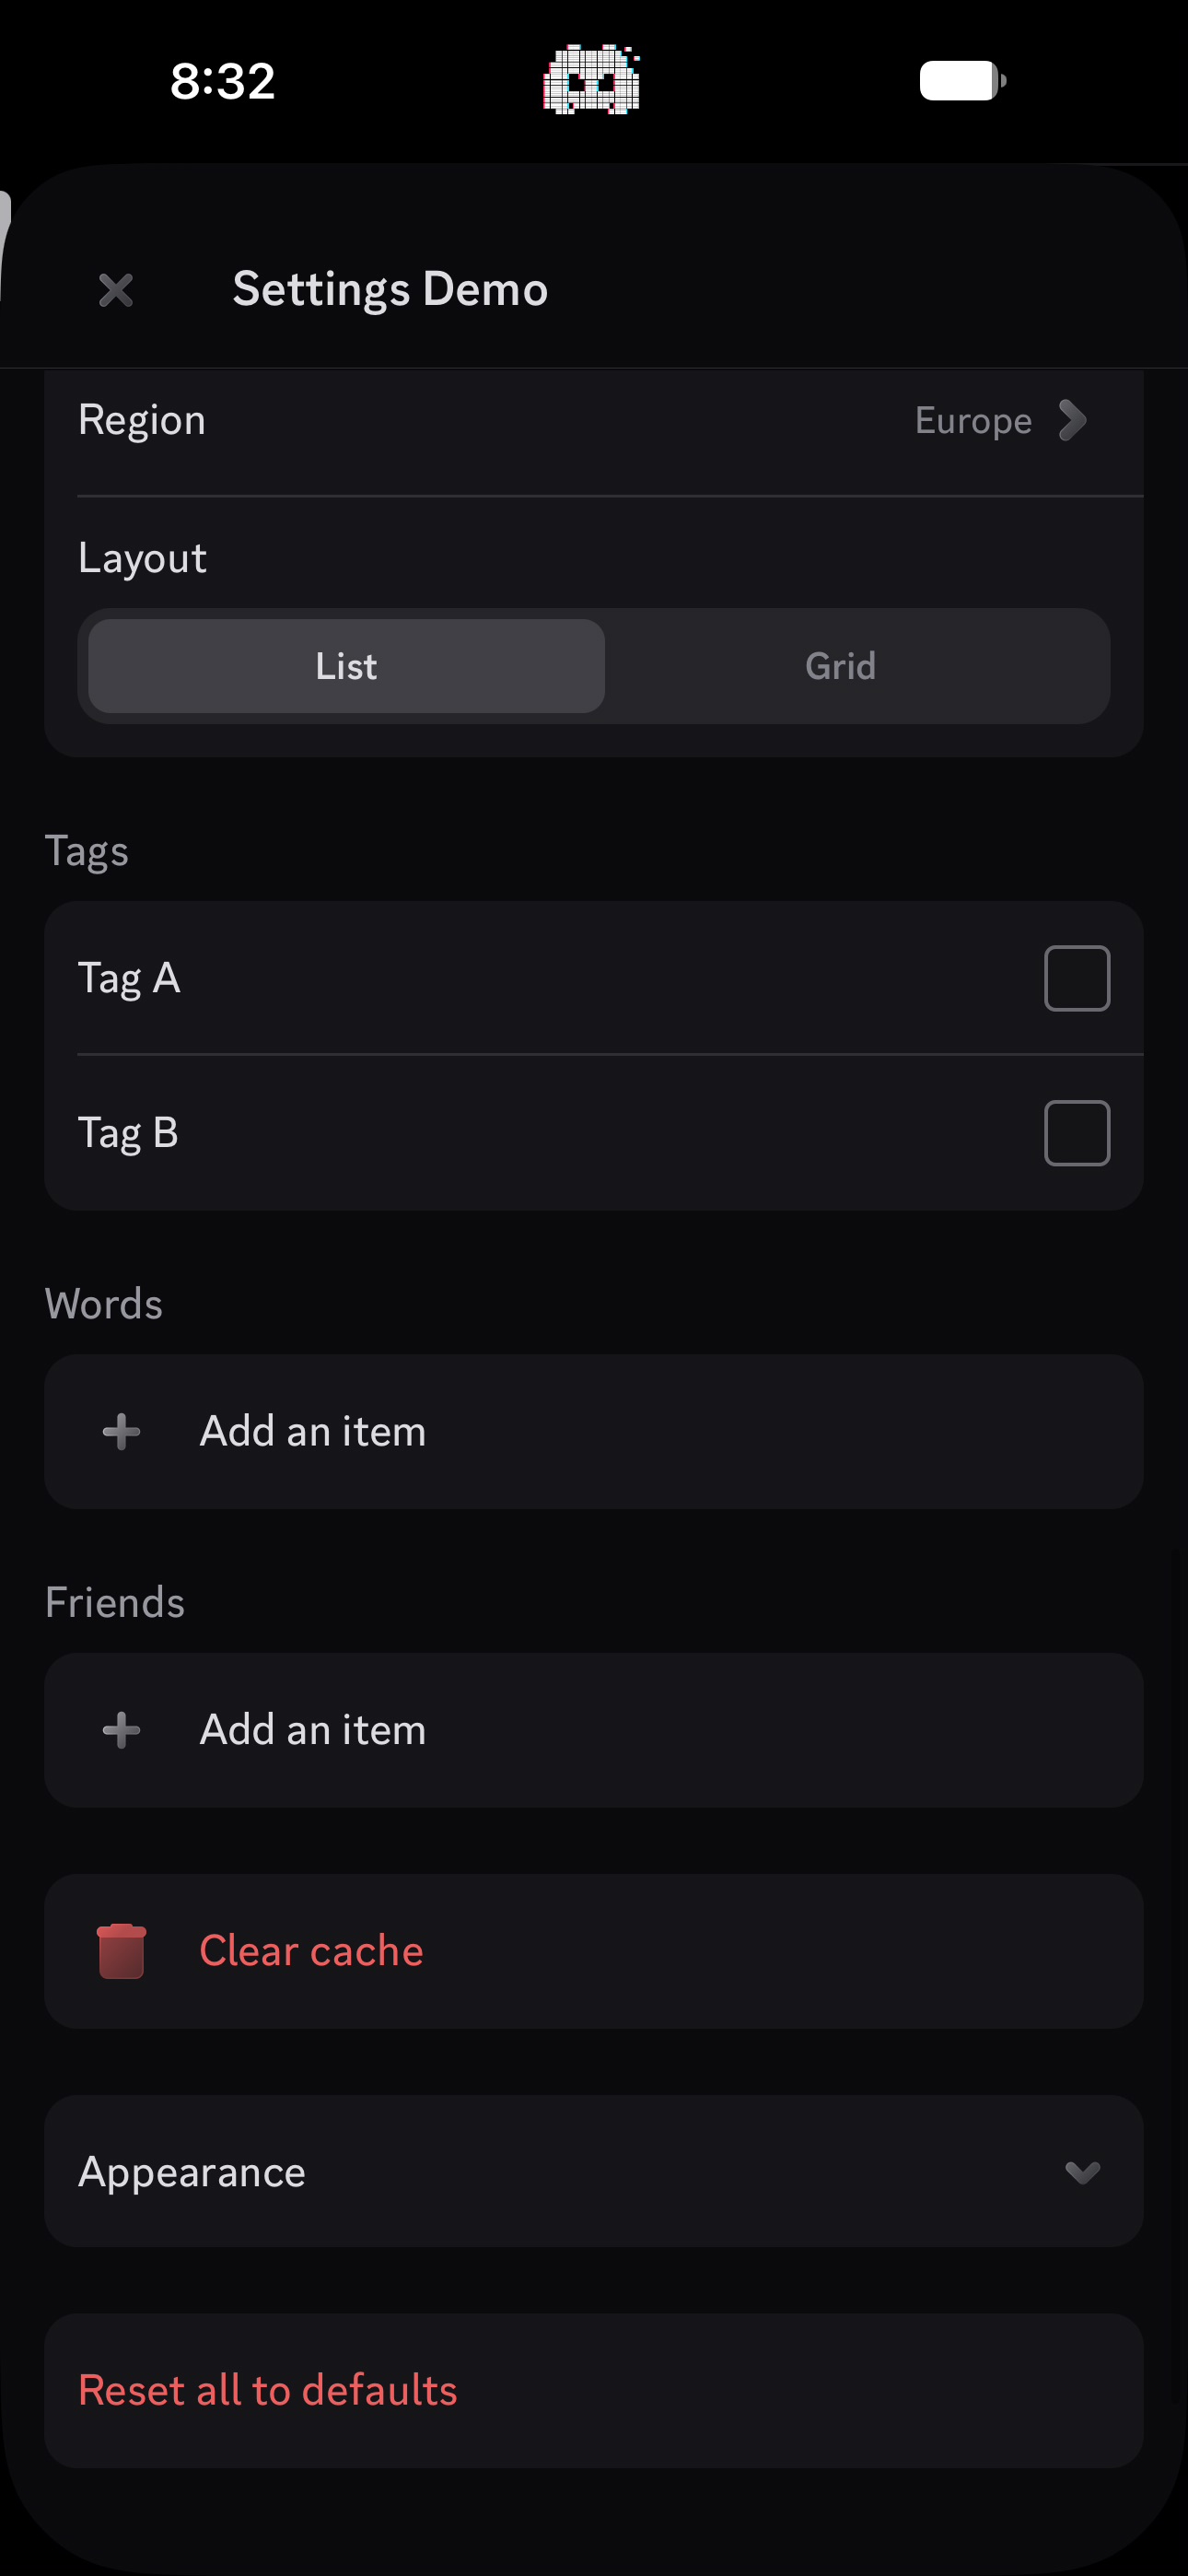 8:32
Settings Demo
Region
Europe
Layout
List
Grid
Tags
Tag A
Tag B
Words
Add an item
Friends
Add an item
Clear cache
Appearance
Reset all to defaults